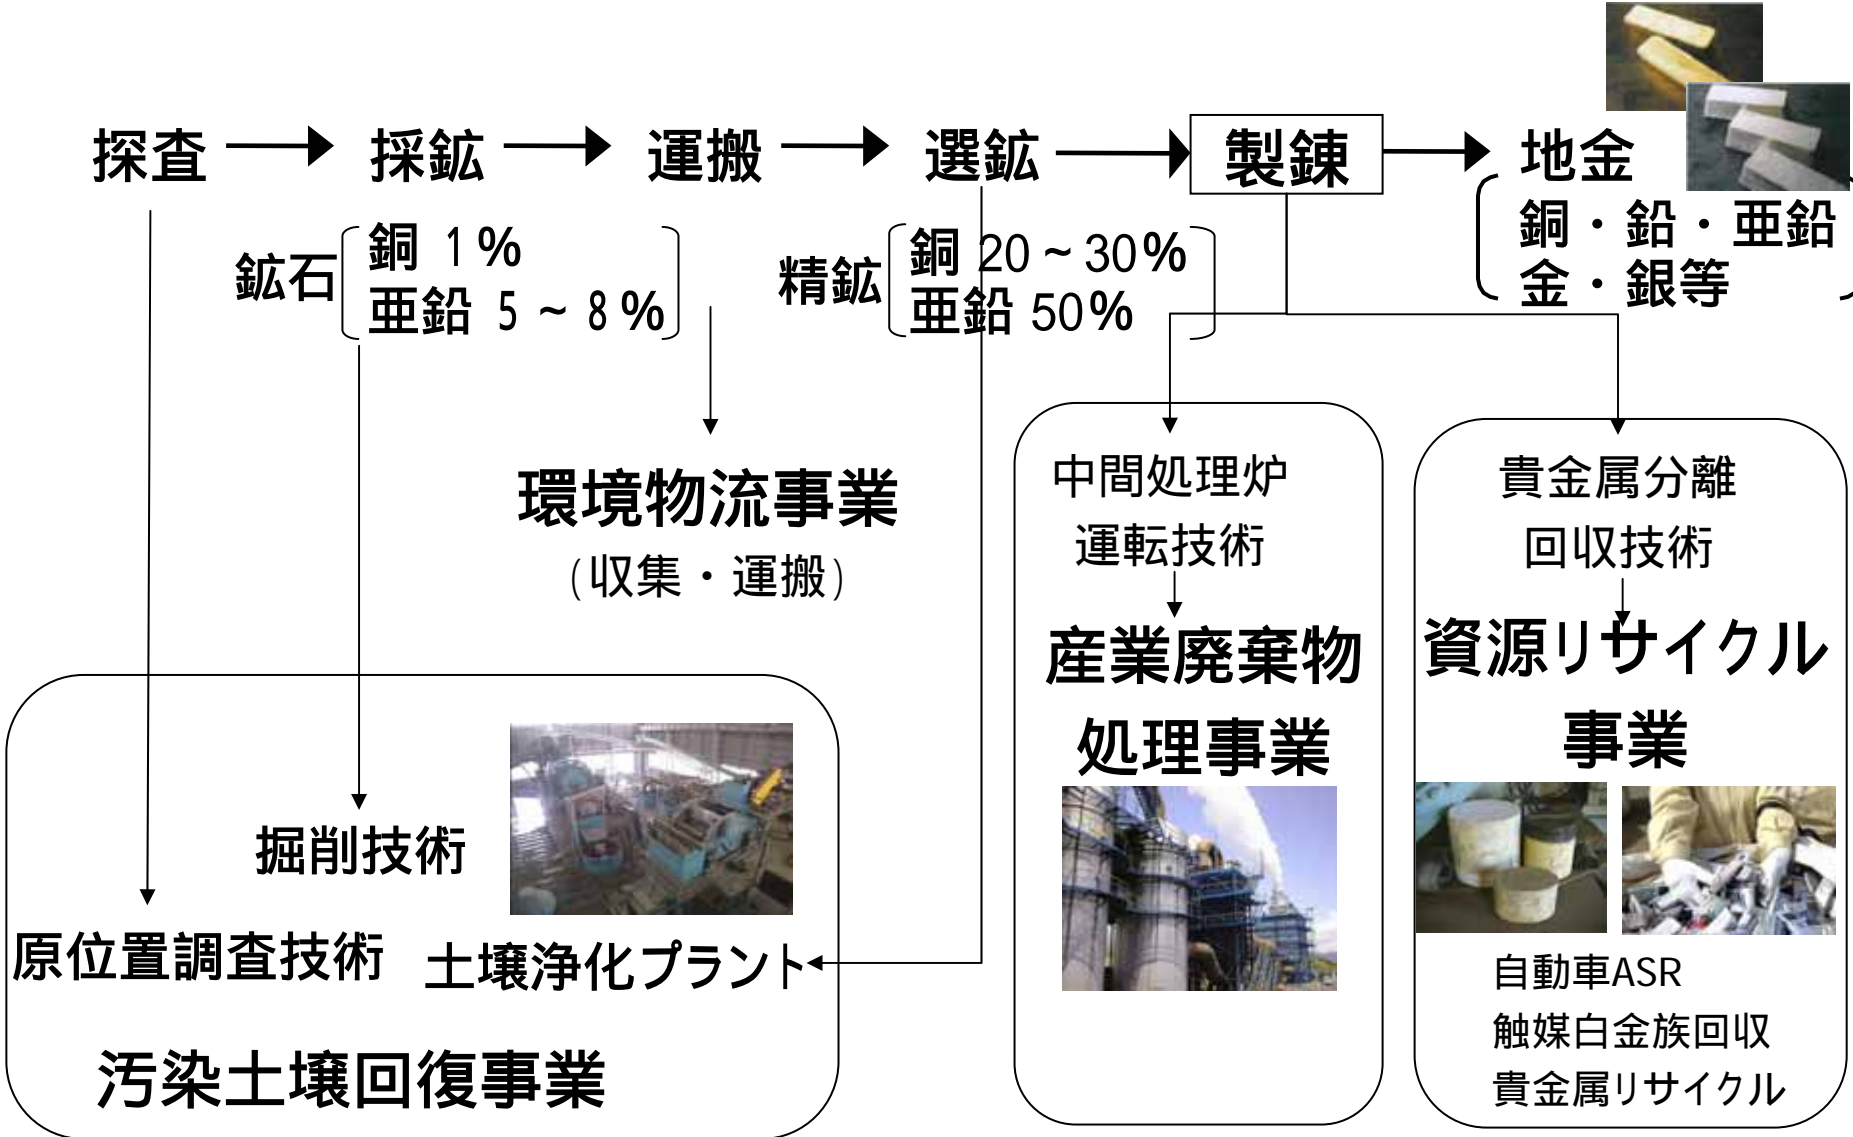 探査 採鉱 運搬 選鉱 製錬 地金
鉱石
銅 1%
亜鉛 5~8%
精鉱
銅 20~30%
亜鉛 50%
銅・鉛・亜鉛
金・銀等
環境物流事業
(収集・運搬)
中間処理炉
運転技術
産業廃棄物
処理事業
貴金属分離
回収技術
資源リサイクル
事業
自動車ASR
触媒白金族回収
貴金属リサイクル
掘削技術
原位置調査技術
土壌浄化プラント
汚染土壌回復事業